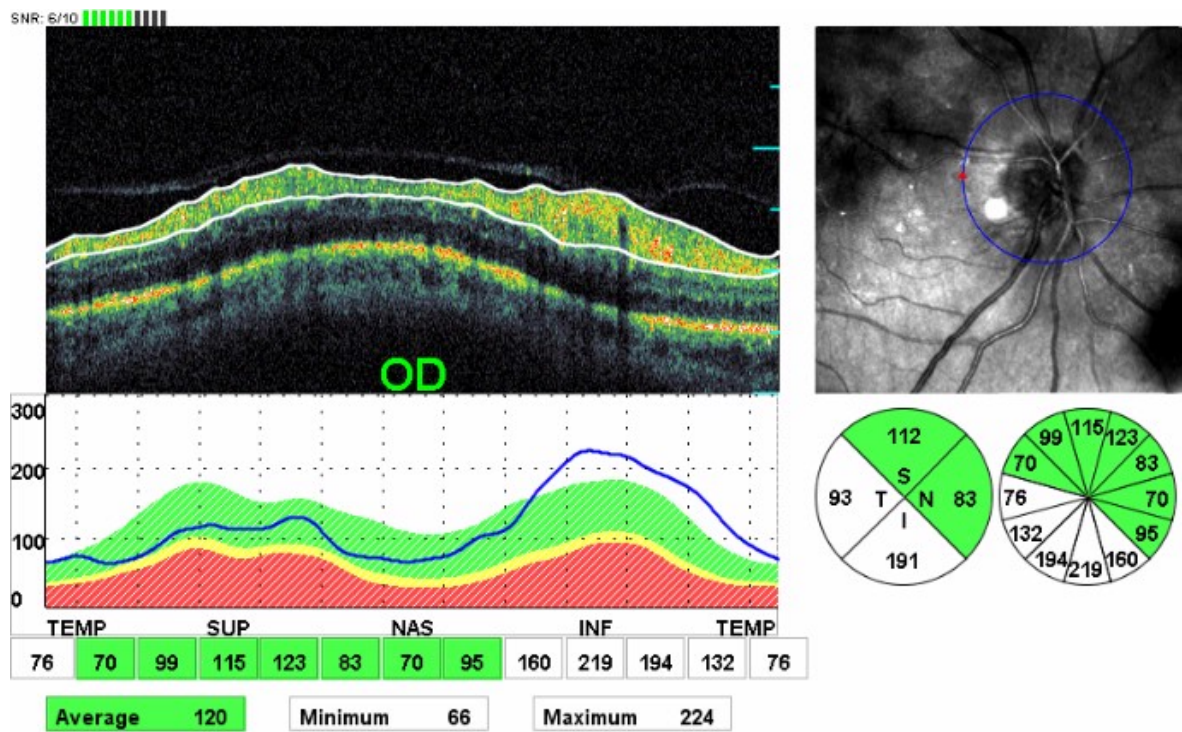 SNR: 6/10
OD
300
200
100
0
TEMP SUP NAS INF TEMP
76 70 99 115 123 83 70 95 160 219 194 132 76
Average 120 Minimum 66 Maximum 224
112
S
93 T N 83
I
191
115
99 123
70 83
76 70
132 95
194 160
219